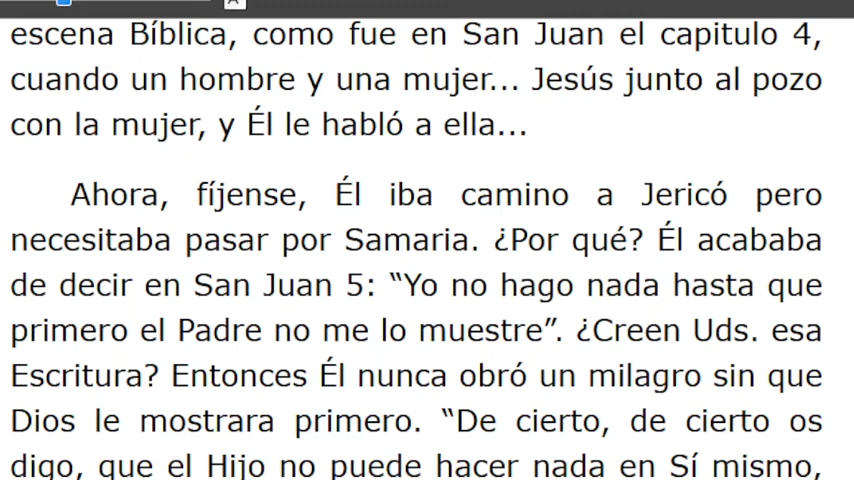 escena Bíblica, como fue en San Juan el capitulo 4,
cuando un hombre y una mujer... Jesús junto al pozo
con la mujer, y Él le habló a ella...
Ahora, fíjense, Él iba camino a Jericó pero
necesitaba pasar por Samaria. ¿Por qué? Él acababa
de decir en San Juan 5: “Yo no hago nada hasta que
primero el Padre no me lo muestre”. ¿Creen Uds. esa
Escritura? Entonces Él nunca obró un milagro sin que
Dios le mostrara primero. “De cierto, de cierto os
digo, que el Hijo no puede hacer nada en Sí mismo,